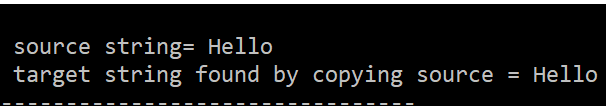 source string= Hello
target string found by copying source = Hello
--------------------------------